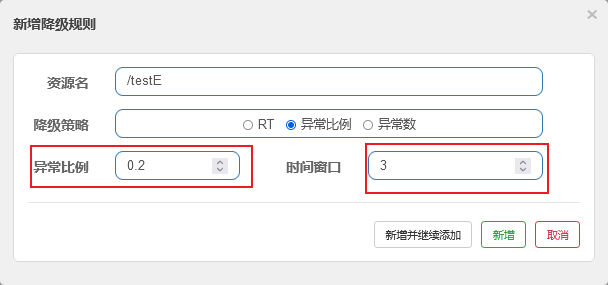 新增降级规则 ×
资源名 /testE
降级策略 RT 异常比例 异常数
异常比例 0.2 时间窗口 3
新增并继续添加 新增 取消